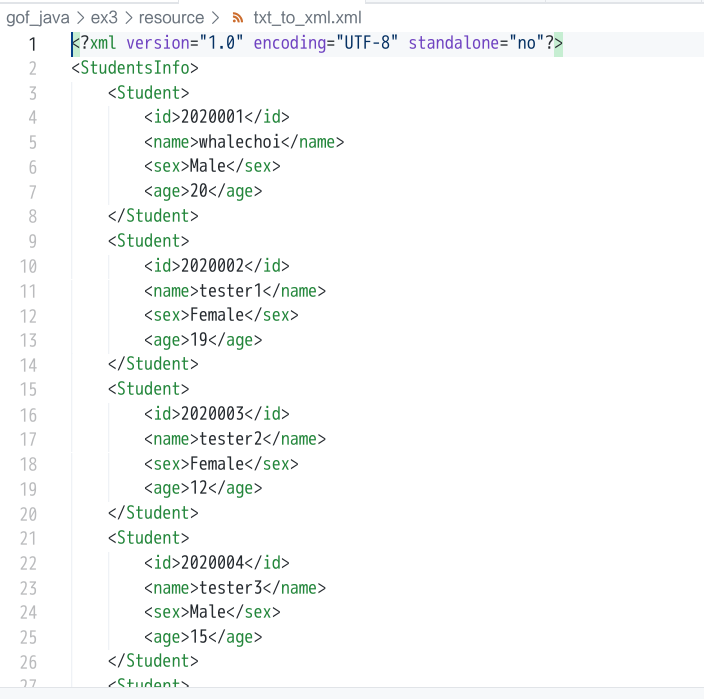 gof_java > ex3 > resource > txt_to_xml.xml
1 <?xml version="1.0" encoding="UTF-8" standalone="no"?>
2 <StudentsInfo>
3 <Student>
4 <id>2020001</id>
5 <name>whalechoi</name>
6 <sex>Male</sex>
7 <age>20</age>
8 </Student>
9 <Student>
10 <id>2020002</id>
11 <name>tester1</name>
12 <sex>Female</sex>
13 <age>19</age>
14 </Student>
15 <Student>
16 <id>2020003</id>
17 <name>tester2</name>
18 <sex>Female</sex>
19 <age>12</age>
20 </Student>
21 <Student>
22 <id>2020004</id>
23 <name>tester3</name>
24 <sex>Male</sex>
25 <age>15</age>
26 </Student>
27 <Student>